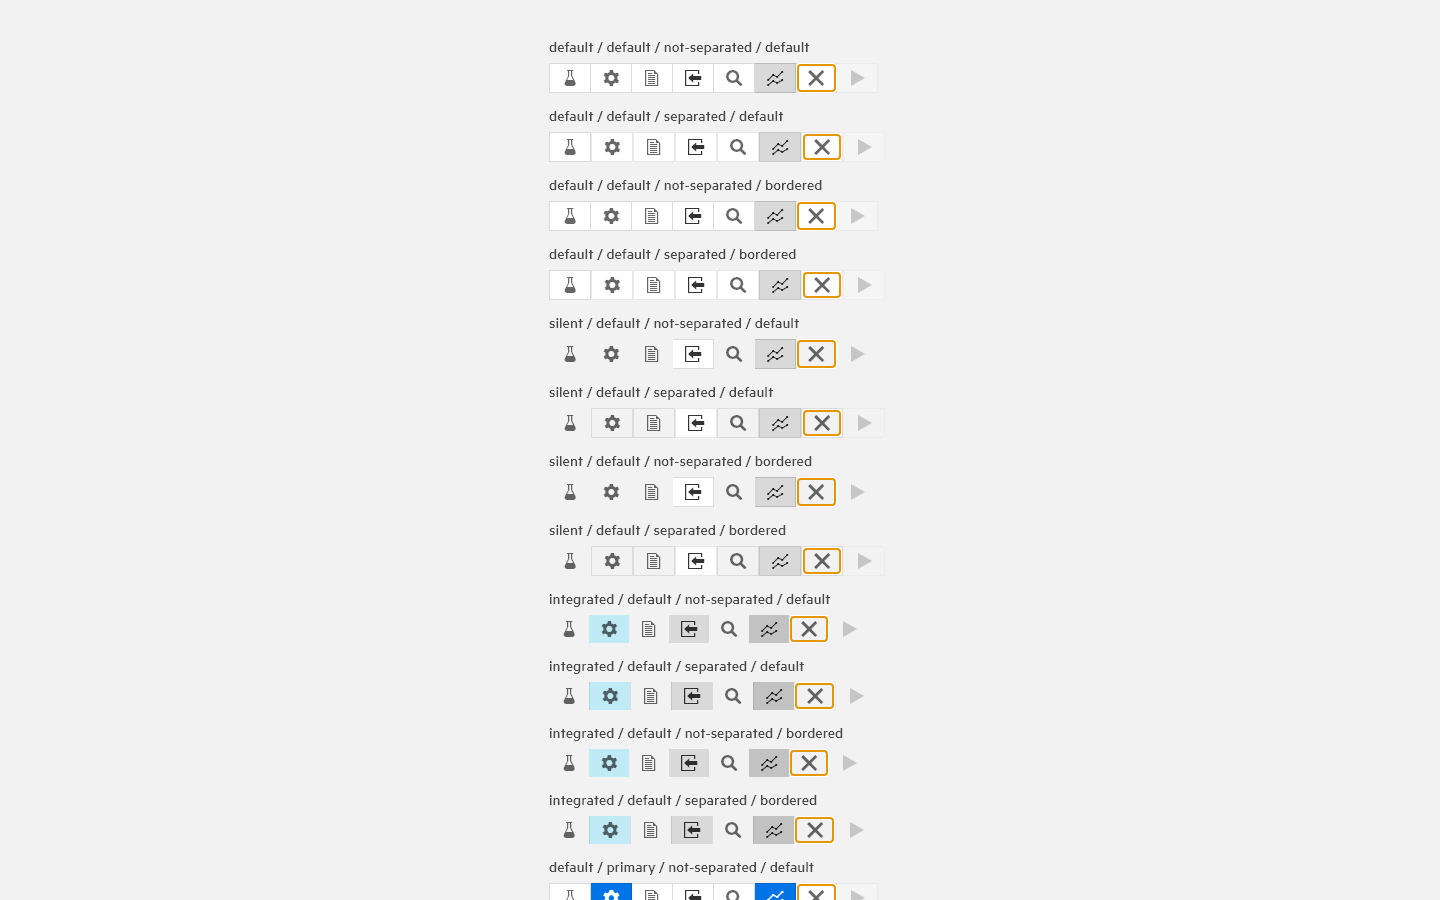 default / default / not-separated / default
default / default / separated / default
default / default / not-separated / bordered
default / default / separated / bordered
silent / default / not-separated / default
silent / default / separated / default
silent / default / not-separated / bordered
silent / default / separated / bordered
integrated / default / not-separated / default
integrated / default / separated / default
integrated / default / not-separated / bordered
integrated / default / separated / bordered
default / primary / not-separated / default